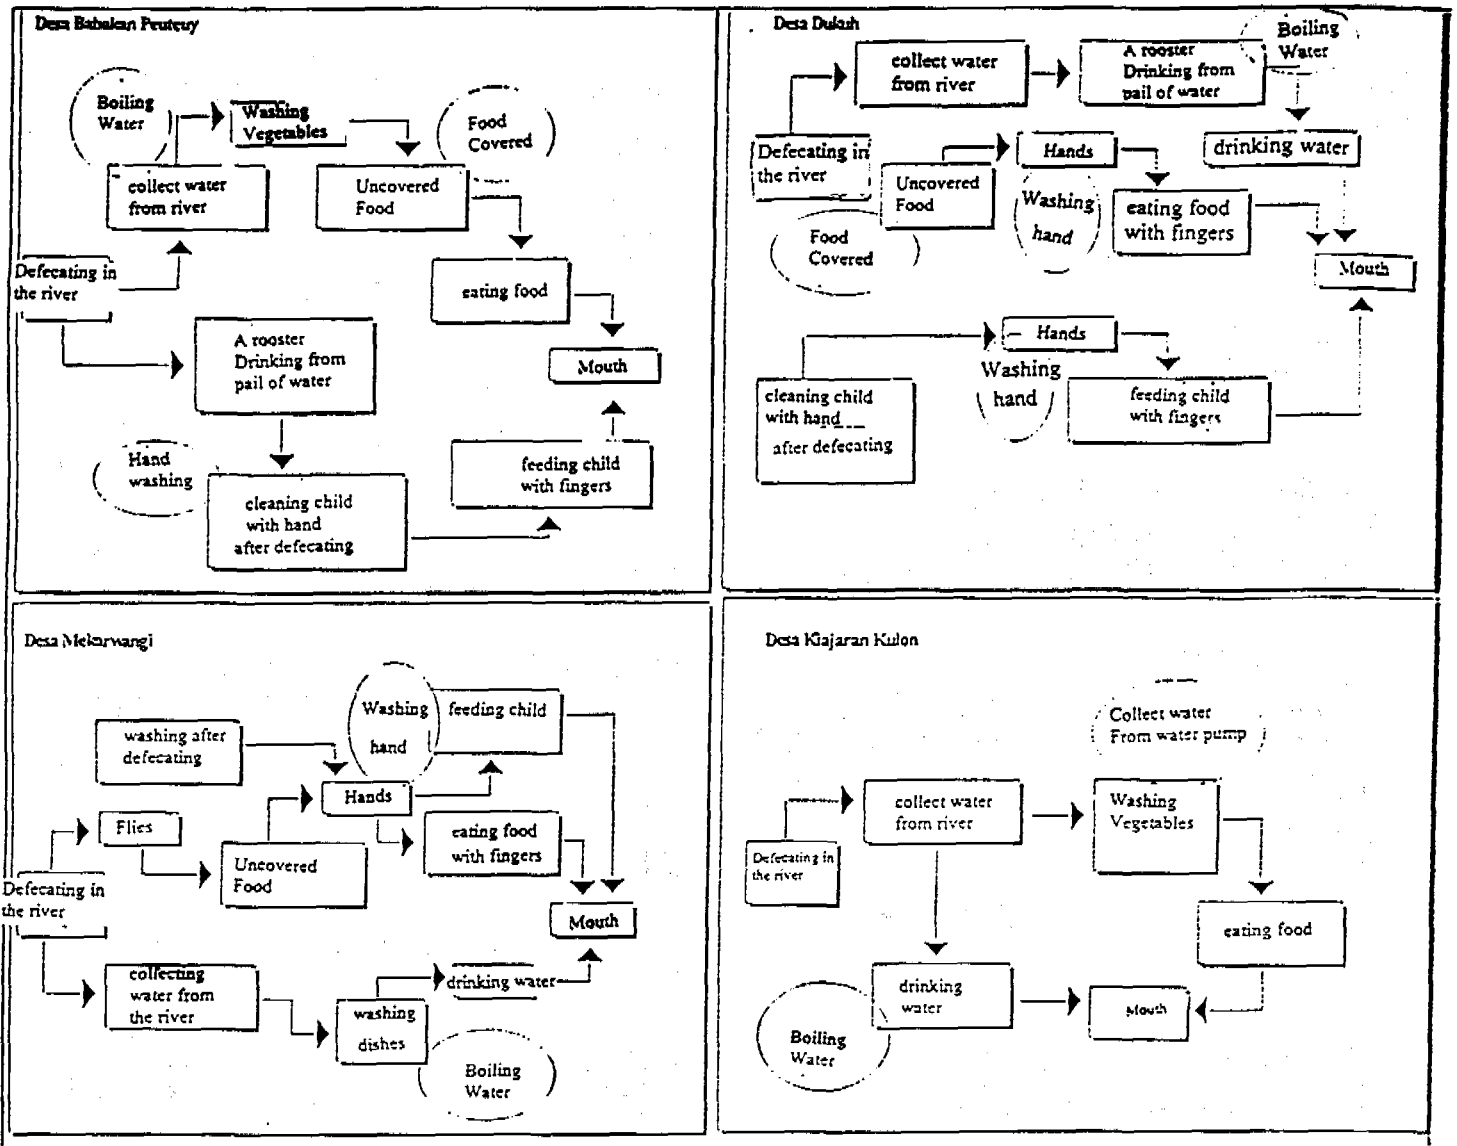 Desa Babakan Peuteuy
Boiling
Water
Washing
Vegetables
Food
Covered
collect water
from river
Uncovered
Food
Defecating in
the river
eating food
A rooster
Drinking from
pail of water
Mouth
Hand
washing
cleaning child
with hand
after defecating
feeding child
with fingers
Desa Dukuh
Boiling
Water
collect water
from river
A rooster
Drinking from
pail of water
Defecating in
the river
Uncovered
Food
Hands
drinking water
Washing
hand
eating food
with fingers
Food
Covered
Mouth
Hands
Washing
hand
cleaning child
with hand
after defecating
feeding child
with fingers
Desa Mekarwangi
Washing
hand
feeding child
washing after
defecating
Hands
Flies
eating food
with fingers
Uncovered
Food
Defecating in
the river
Mouth
collecting
water from
the river
drinking water
washing
dishes
Boiling
Water
Desa Kiajaran Kulon
Collect water
From water pump
collect water
from river
Washing
Vegetables
Defecating in
the river
eating food
drinking
water
Mouth
Boiling
Water